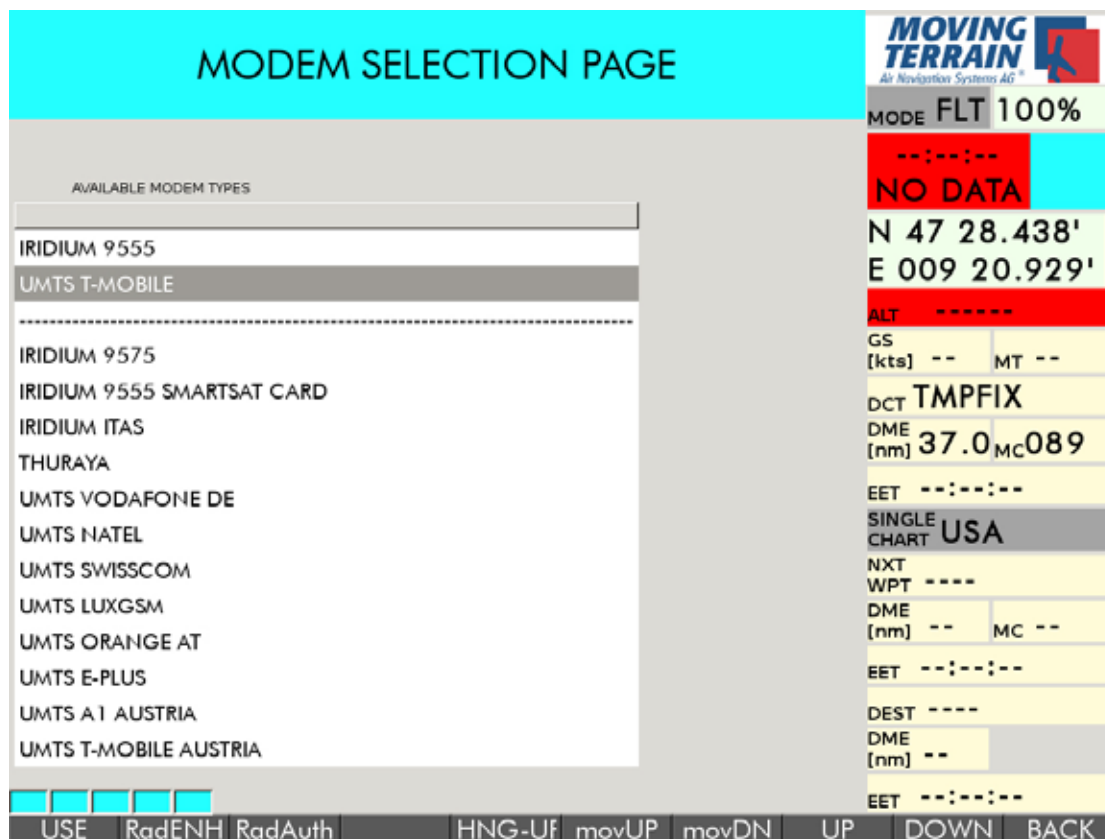 MODEM SELECTION PAGE
AVAILABLE MODEM TYPES
IRIDIUM 9555
UMTS T-MOBILE
--------------------------------------------------------------------------------
IRIDIUM 9575
IRIDIUM 9555 SMARTSAT CARD
IRIDIUM ITAS
THURAYA
UMTS VODAFONE DE
UMTS NATEL
UMTS SWISSCOM
UMTS LUXGSM
UMTS ORANGE AT
UMTS E-PLUS
UMTS A1 AUSTRIA
UMTS T-MOBILE AUSTRIA
MOVING
TERRAIN
Air Navigation Systems AG ®
MODE FLT 100%
--:--:--
NO DATA
N 47 28.438'
E 009 20.929'
ALT ------
GS [kts] -- MT --
DCT TMPFIX
DME [nm] 37.0 MC 089
EET --:--:--
SINGLE CHART USA
NXT WPT ----
DME [nm] -- MC --
EET --:--:--
DEST ----
DME [nm] --
EET --:--:--
USE RadENH RadAuth HNG-UF movUP movDN UP DOWN BACK